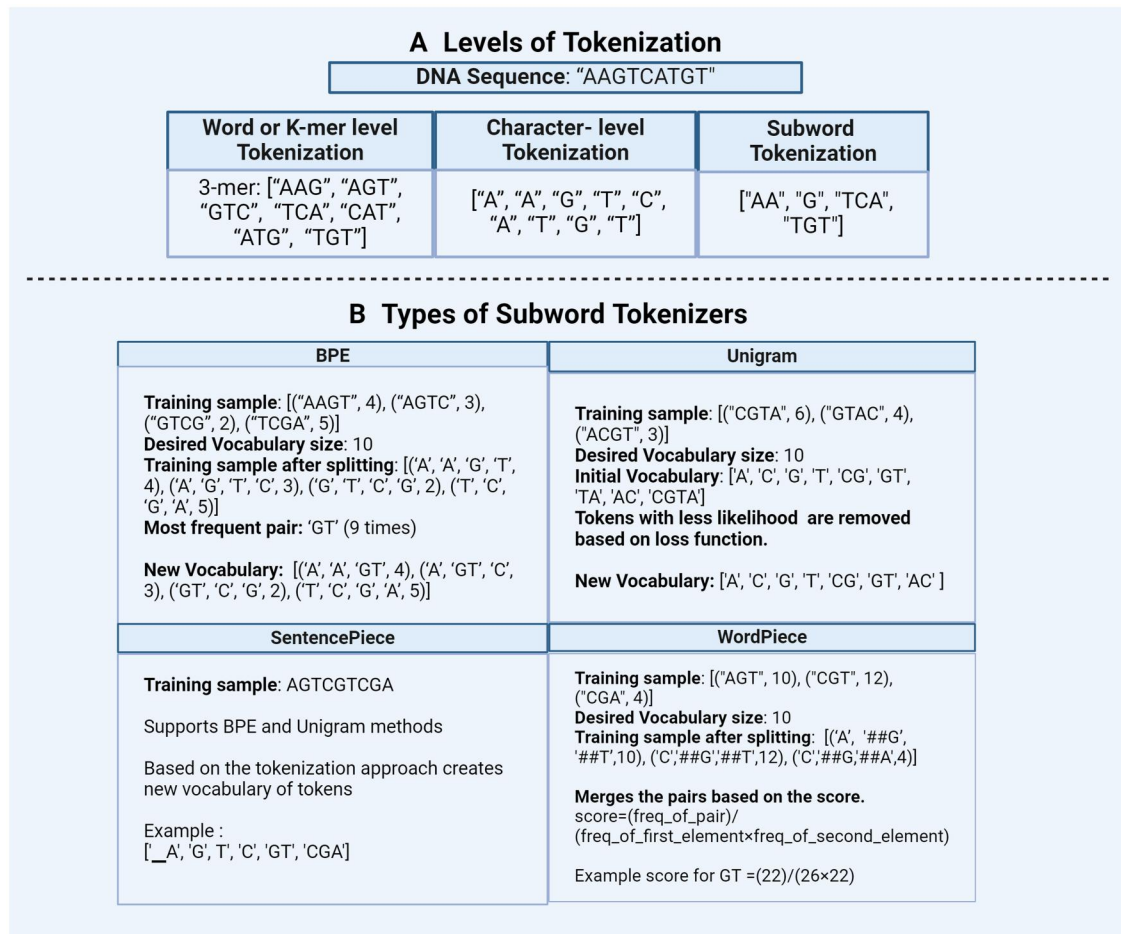 A Levels of Tokenization
DNA Sequence: “AAGTCATGT"
Word or K-mer level
Tokenization
3-mer: [“AAG”, “AGT”,
“GTC”, “TCA” “CAT”,
“ATG”, “TGT”]
Character- level
Tokenization
[“A”, “A”, “G”, “T”, “C”,
“A”, “T”, “G”, “T”]
Subword
Tokenization
["AA", "G", "TCA",
"TGT"]
B Types of Subword Tokenizers
BPE
Training sample: [(“AAGT”, 4), (“AGTC”, 3),
(“GTCG”, 2), (“TCGA”, 5)]
Desired Vocabulary size: 10
Training sample after splitting: [(‘A’, ‘A’, ‘G’, ‘T’,
4), (‘A’, ‘G’, ‘T’, ‘C’, 3), (‘G’, ‘T’, ‘C’, ‘G’, 2), (‘T’, ‘C’,
‘G’, ‘A’, 5)]
Most frequent pair: ‘GT’ (9 times)
New Vocabulary: [(‘A’, ‘A’, ‘GT’, 4), (‘A’, ‘GT’, ‘C’,
3), (‘GT’, ‘C’, ‘G’, 2), (‘T’, ‘C’, ‘G’, ‘A’, 5)]
Unigram
Training sample: [("CGTA", 6), ("GTAC", 4),
("ACGT", 3)]
Desired Vocabulary size: 10
Initial Vocabulary: ['A', 'C', 'G', 'T', 'CG', 'GT',
'TA', 'AC', 'CGTA']
Tokens with less likelihood are removed
based on loss function.
New Vocabulary: ['A', 'C', 'G', 'T', 'CG', 'GT', 'AC' ]
SentencePiece
Training sample: AGTCGTCGA
Supports BPE and Unigram methods
Based on the tokenization approach creates
new vocabulary of tokens
Example :
['▁A', 'G', T', 'C', 'GT', 'CGA']
WordPiece
Training sample: [("AGT", 10), ("CGT", 12),
("CGA", 4)]
Desired Vocabulary size: 10
Training sample after splitting: [(‘A’, '##G’,
'##T’,10), ('C’,'##G’,'##T’,12), ('C’,'##G,'##A’,4)]
Merges the pairs based on the score.
score=(freq_of_pair)/
(freq_of_first_element×freq_of_second_element)
Example score for GT =(22)/(26×22)